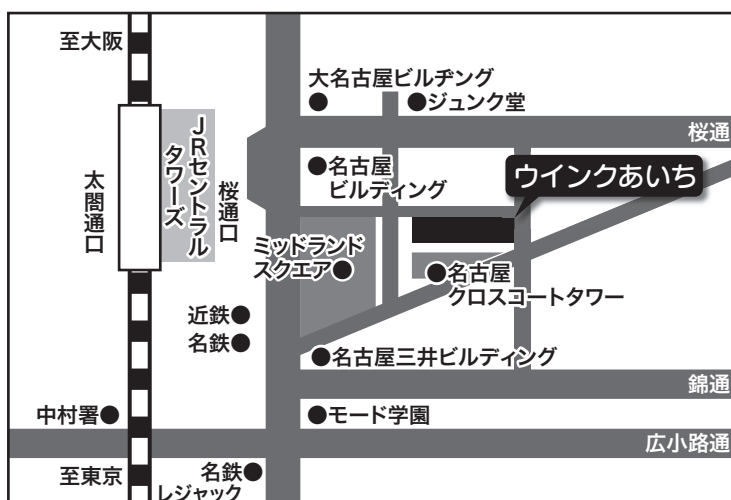 至大阪
大名古屋ビルヂング
ジュンク堂
桜通
JRセントラル
タワーズ
太閤通口
桜通口
名古屋
ビルディング
ウインクあいち
ミッドランド
スクエア
名古屋
クロスコートタワー
近鉄
名鉄
名古屋三井ビルディング
錦通
中村署
モード学園
広小路通
至東京
名鉄
レジャック